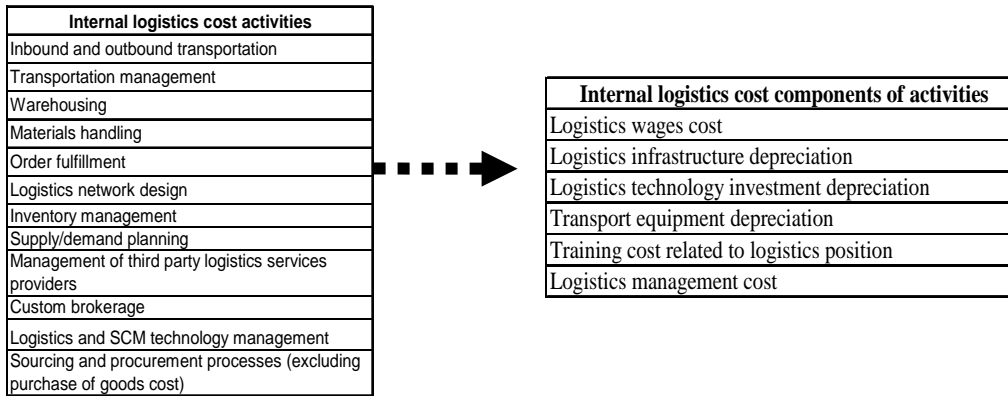 Internal logistics cost activities
Inbound and outbound transportation
Transportation management
Warehousing
Materials handling
Order fulfillment
Logistics network design
Inventory management
Supply/demand planning
Management of third party logistics services
providers
Custom brokerage
Logistics and SCM technology management
Sourcing and procurement processes (excluding
purchase of goods cost)
Internal logistics cost components of activities
Logistics wages cost
Logistics infrastructure depreciation
Logistics technology investment depreciation
Transport equipment depreciation
Training cost related to logistics position
Logistics management cost